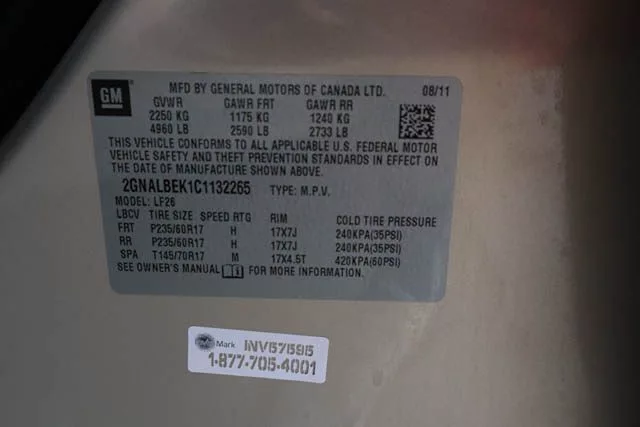 GM
MFD BY GENERAL MOTORS OF CANADA LTD. 08/11
GVWR GAWR FRT GAWR RR
2250 KG 1175 KG 1240 KG
4960 LB 2590 LB 2733 LB
THIS VEHICLE CONFORMS TO ALL APPLICABLE U.S. FEDERAL MOTOR
VEHICLE SAFETY AND THEFT PREVENTION STANDARDS IN EFFECT ON
THE DATE OF MANUFACTURE SHOWN ABOVE.
2GNALBEK1C1132265 TYPE: M.P.V.
MODEL: LF26
LBCV TIRE SIZE SPEED RTG RIM COLD TIRE PRESSURE
FRT P235/60R17 H 17X7J 240KPA(35PSI)
RR P235/60R17 H 17X7J 240KPA(35PSI)
SPA T145/70R17 M 17X4.5T 420KPA(60PSI)
SEE OWNER'S MANUAL FOR MORE INFORMATION.
Mark INV57595
1-877-705-4001